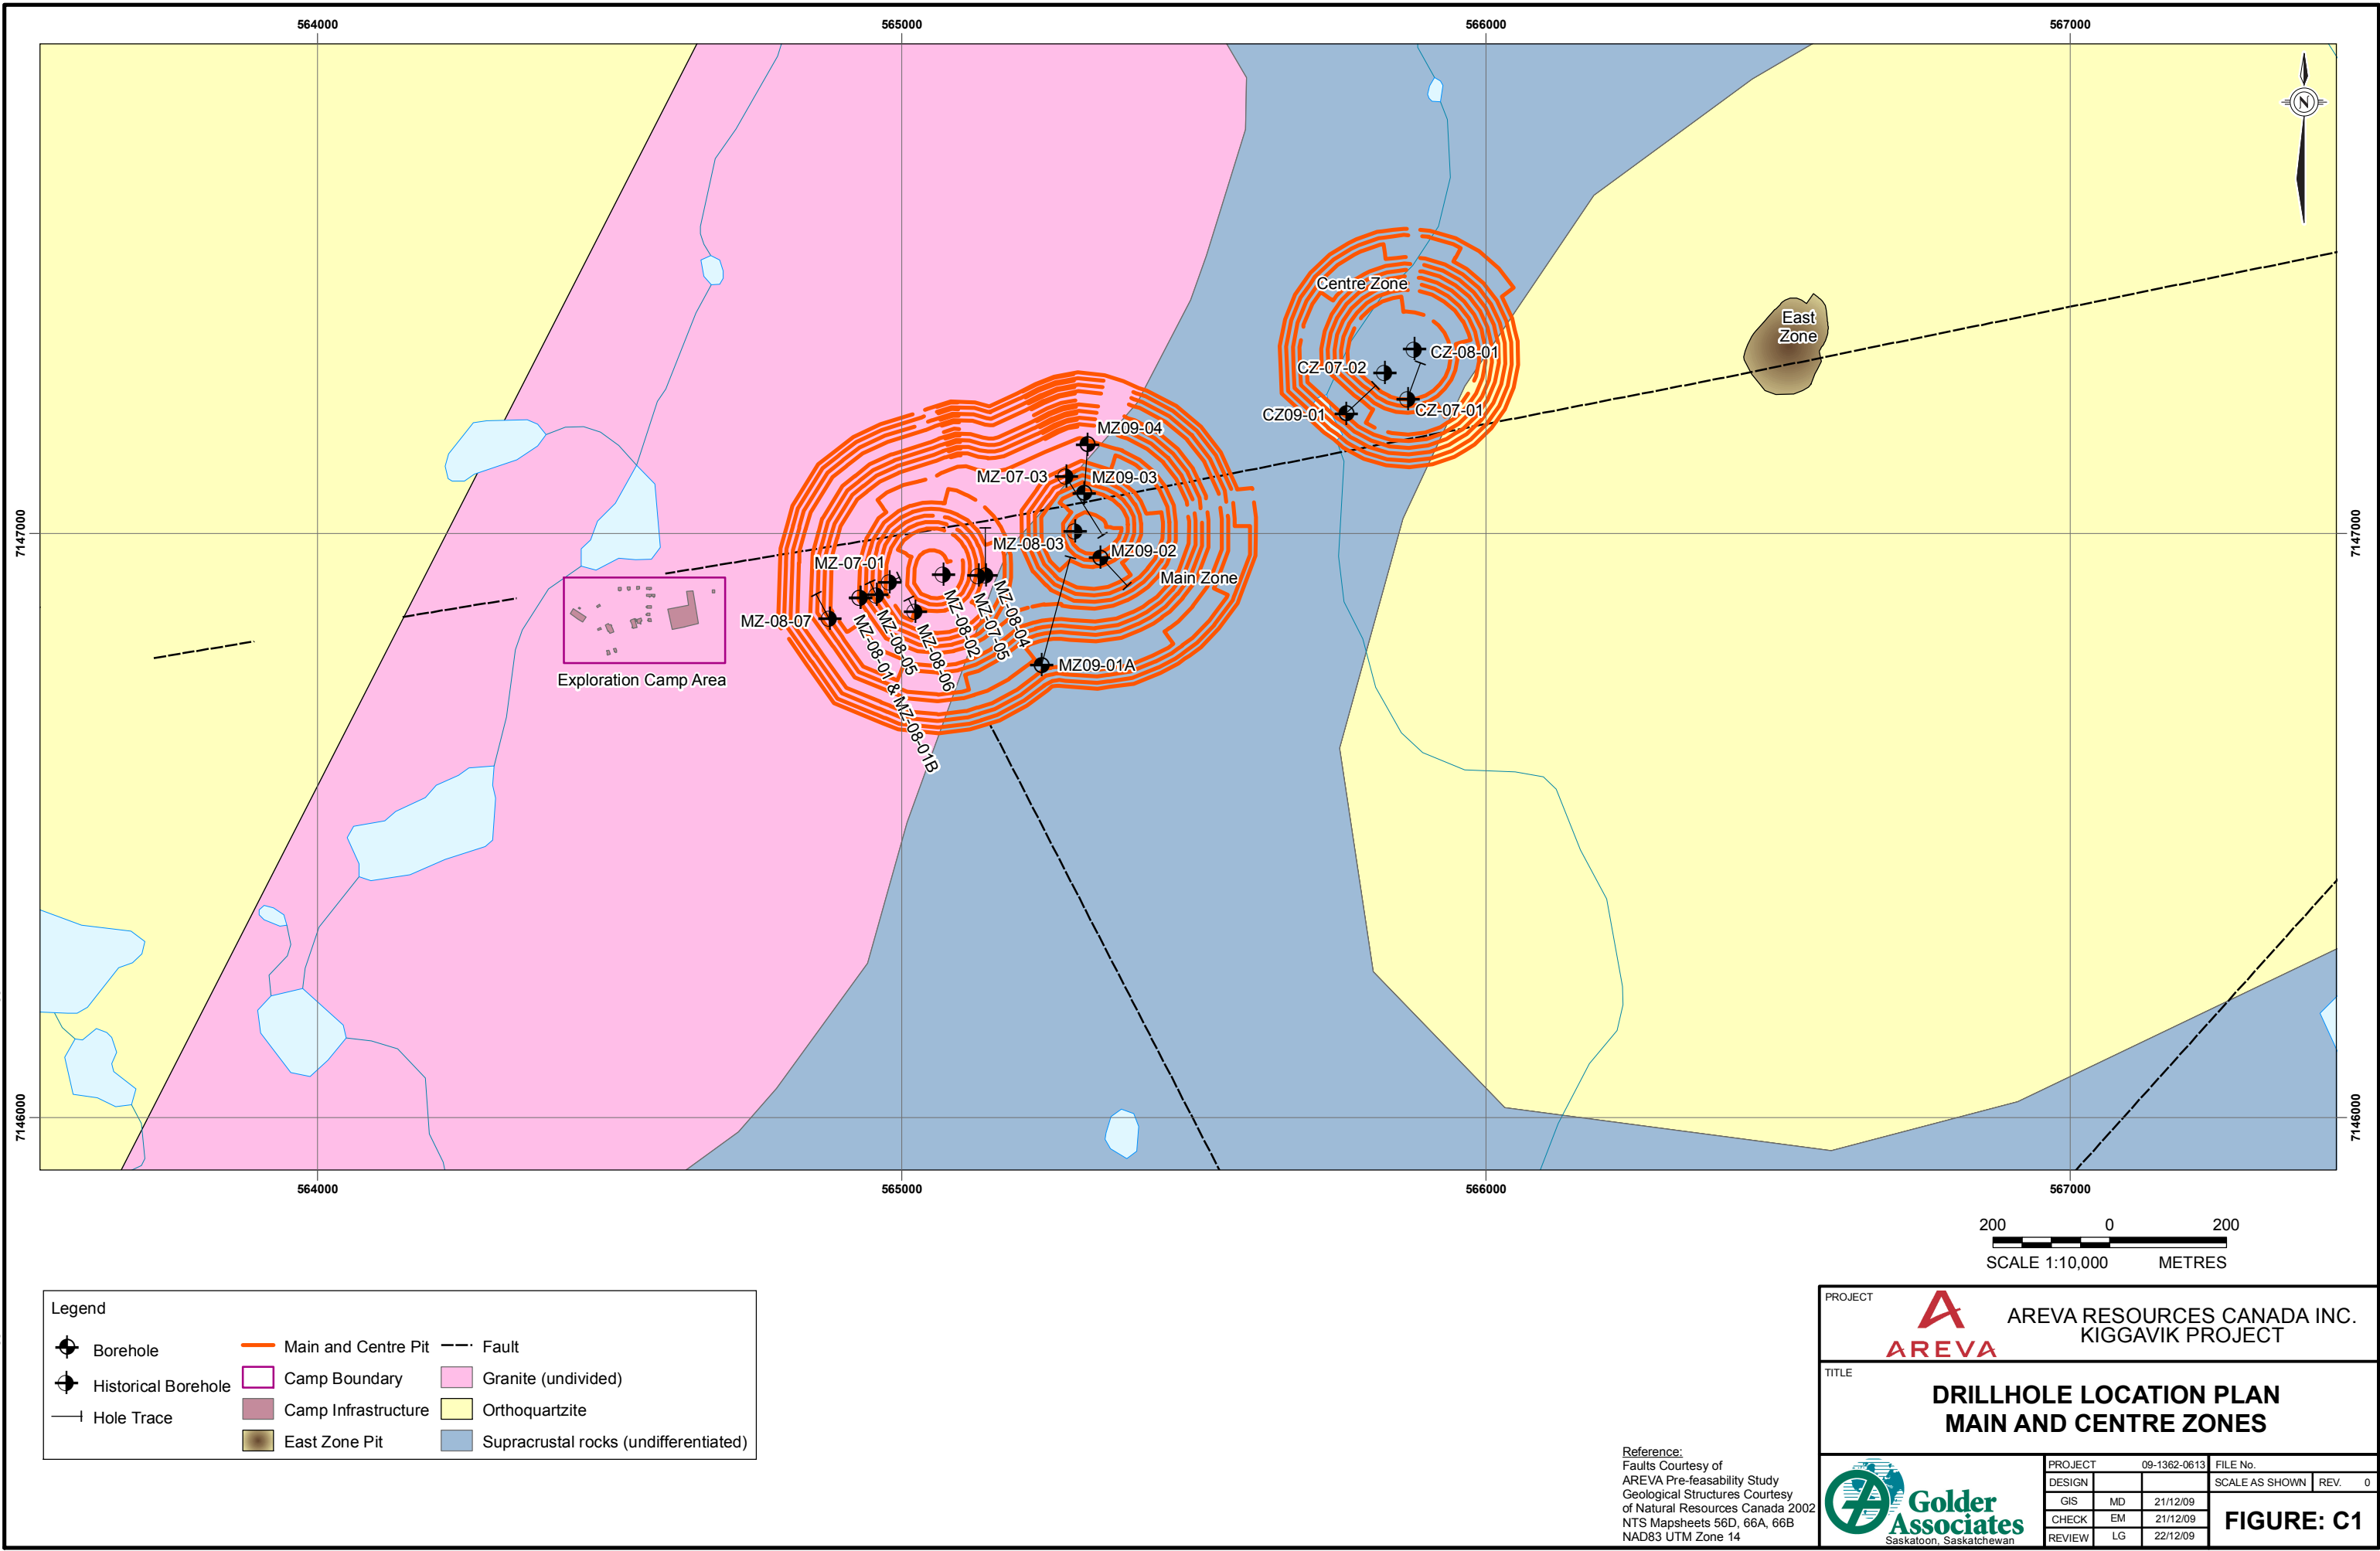 564000
565000
566000
567000
N
Centre Zone
East
Zone
CZ-08-01
CZ-07-02
CZ-07-01
CZ09-01
MZ09-04
MZ-07-03
MZ09-03
7147000
7147000
MZ-08-03
MZ09-02
MZ-07-01
Main Zone
MZ-08-07
MZ-08-01 & MZ-08-01B
MZ-08-05
MZ-08-06
MZ-08-02
MZ-07-05
MZ-08-04
MZ09-01A
Exploration Camp Area
7146000
7146000
564000
565000
566000
567000
200
0
200
SCALE 1:10,000
METRES
Legend
Borehole
Historical Borehole
Hole Trace
Main and Centre Pit
Camp Boundary
Camp Infrastructure
East Zone Pit
Fault
Granite (undivided)
Orthoquartzite
Supracrustal rocks (undifferentiated)
Reference:
Faults Courtesy of
AREVA Pre-feasability Study
Geological Structures Courtesy
of Natural Resources Canada 2002
NTS Mapsheets 56D, 66A, 66B
NAD83 UTM Zone 14
PROJECT
AREVA
AREVA RESOURCES CANADA INC.
KIGGAVIK PROJECT
TITLE
DRILLHOLE LOCATION PLAN
MAIN AND CENTRE ZONES
Golder
Associates
Saskatoon, Saskatchewan
PROJECT 09-1362-0613 FILE No.
DESIGN SCALE AS SHOWN REV. 0
GIS MD 21/12/09
CHECK EM 21/12/09
REVIEW LG 22/12/09
FIGURE: C1